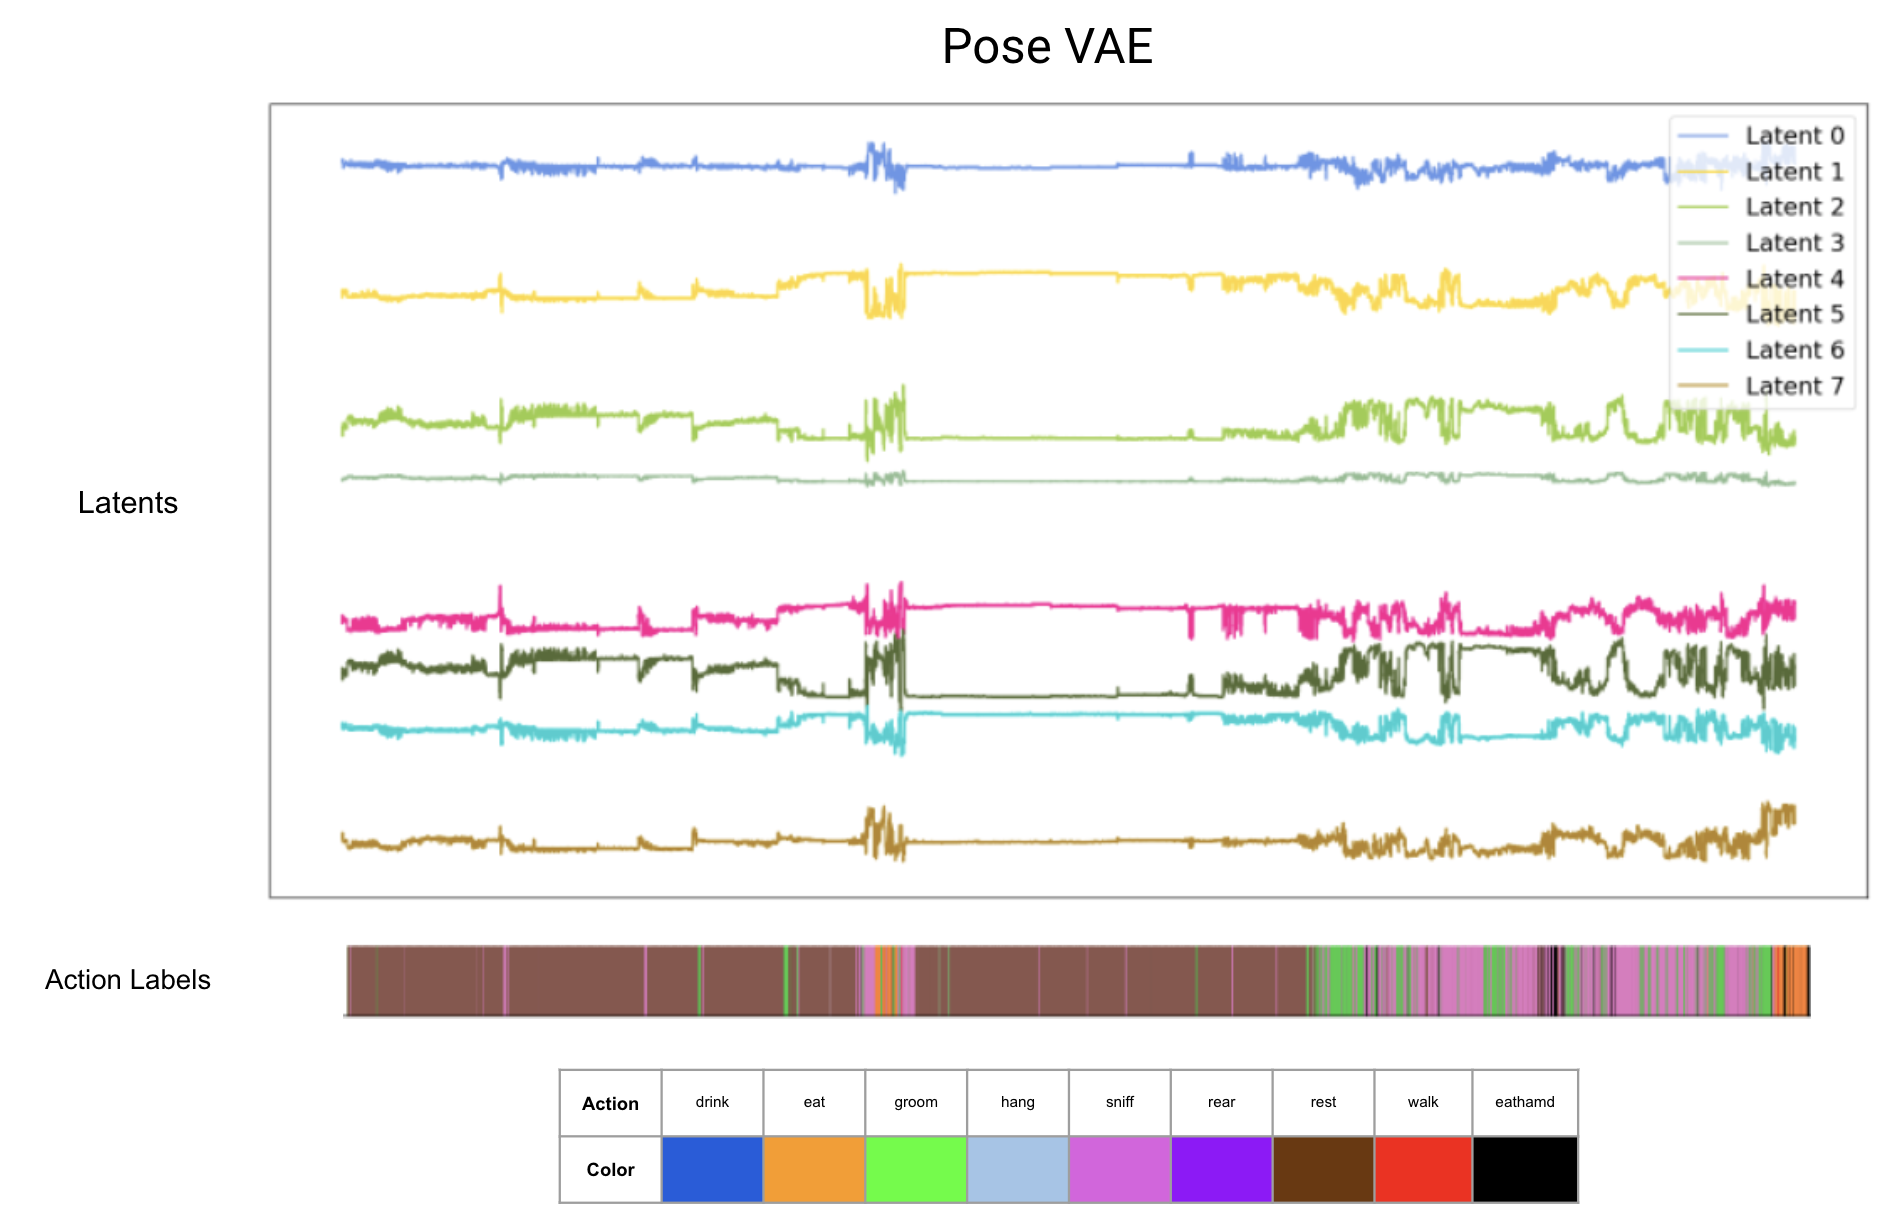 Pose VAE
Latent 0
Latent 1
Latent 2
Latent 3
Latent 4
Latent 5
Latent 6
Latent 7
Latents
Action Labels
Action drink eat groom hang sniff rear rest walk eathamd
Color